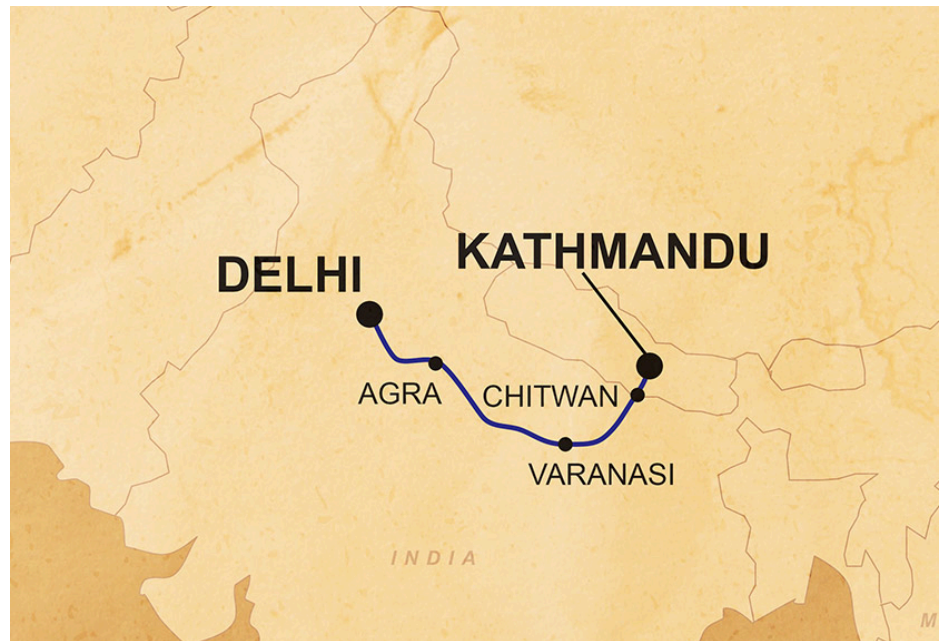 KATHMANDU
DELHI
AGRA
CHITWAN
VARANASI
INDIA
M